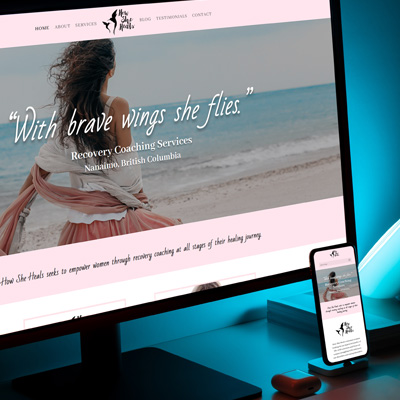 HOME ABOUT SERVICES
How
She
Heals
BLOG TESTIMONIALS CONTACT
“With brave wings she flies.”
Recovery Coaching Services
Nanaimo, British Columbia
How She Heals seeks to empower women through recovery coaching at all stages of their healing journey.